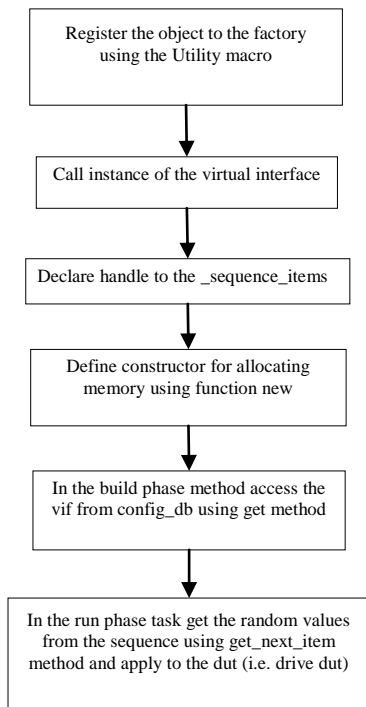 Register the object to the factory
using the Utility macro
Call instance of the virtual interface
Declare handle to the _sequence_items
Define constructor for allocating
memory using function new
In the build phase method access the
vif from config_db using get method
In the run phase task get the random values
from the sequence using get_next_item
method and apply to the dut (i.e. drive dut)